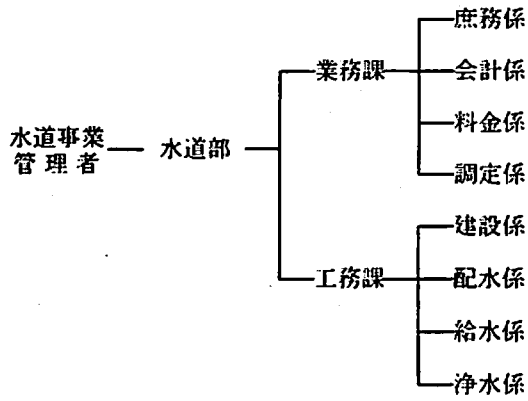 水道事業
管理者
水道部
業務課
庶務係
会計係
料金係
調定係
工務課
建設係
配水係
給水係
浄水係